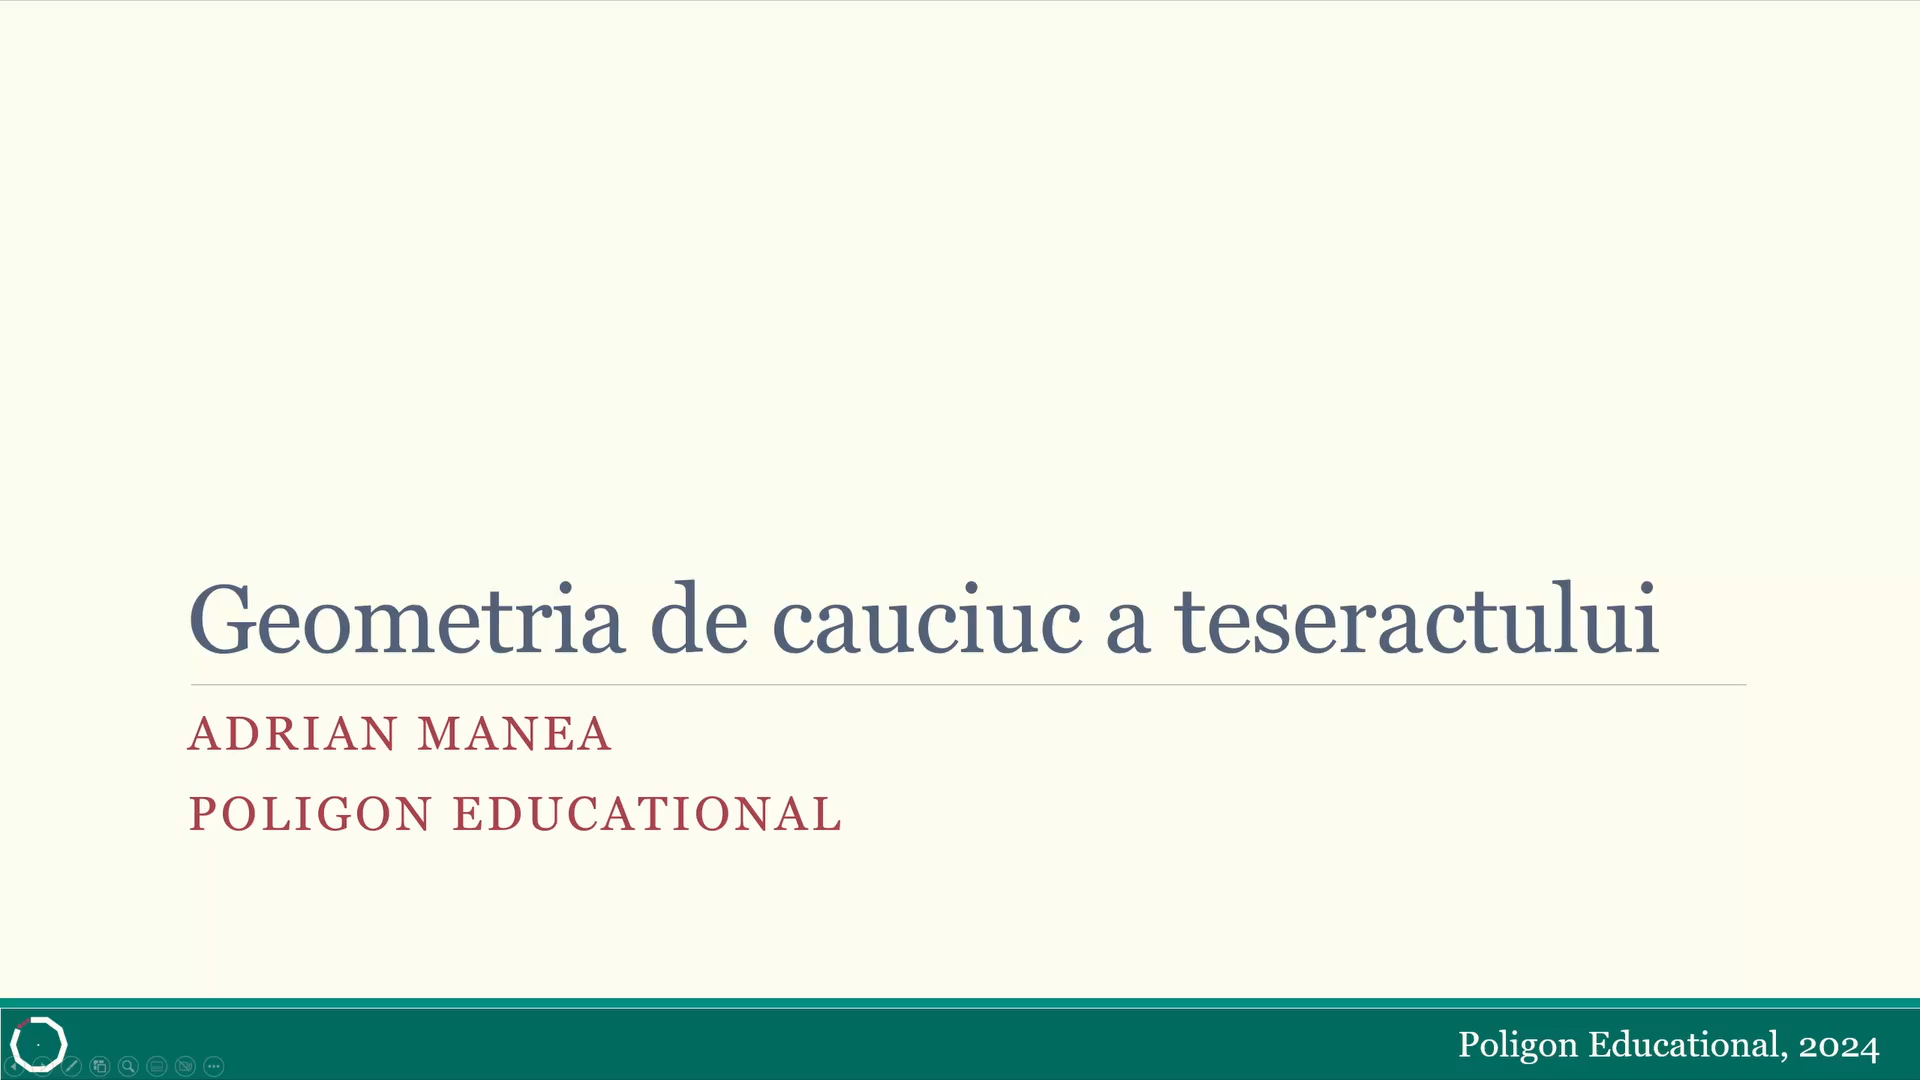 Geometria de cauciuc a teseractului
ADRIAN MANEA
POLIGON EDUCATIONAL
Poligon Educational, 2024